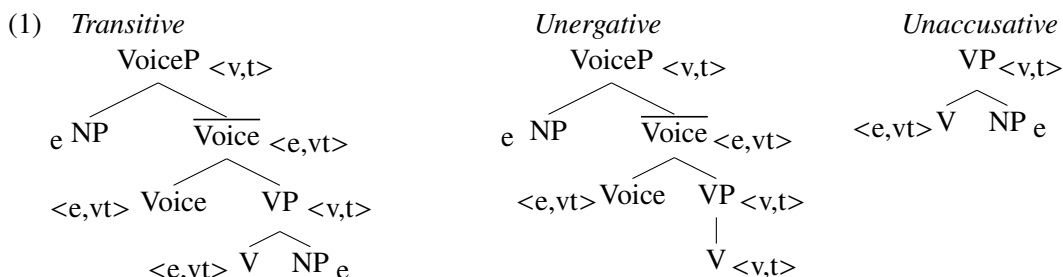 (1) Transitive Unergative Unaccusative
VoiceP <v,t> VoiceP <v,t> VP <v,t>
e NP Voice <e,vt> e NP Voice <e,vt> <e,vt> V NP e
<e,vt> Voice VP <v,t> <e,vt> Voice VP <v,t>
<e,vt> V NP e V <v,t>